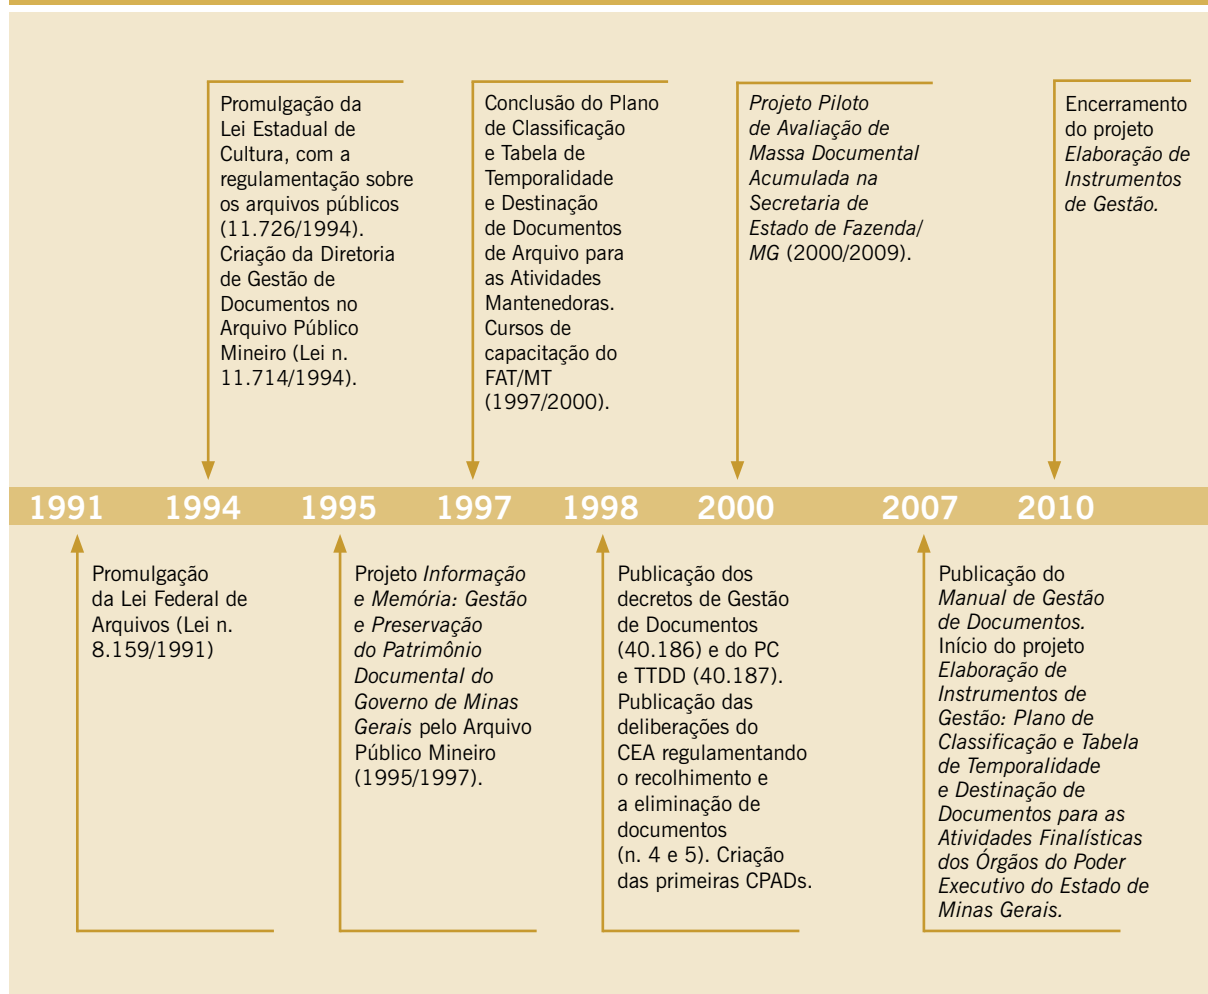 Promulgação da
Lei Estadual de
Cultura, com a
regulamentação sobre
os arquivos públicos
(11.726/1994).
Criação da Diretoria
de Gestão de
Documentos no
Arquivo Público
Mineiro (Lei n.
11.714/1994).
Conclusão do Plano
de Classificação
e Tabela de
Temporalidade
e Destinação
de Documentos
de Arquivo para
as Atividades
Mantenedoras.
Cursos de
capacitação do
FAT/MT
(1997/2000).
Projeto Piloto
de Avaliação de
Massa Documental
Acumulada na
Secretaria de
Estado de Fazenda/
MG (2000/2009).
Encerramento
do projeto
Elaboração de
Instrumentos
de Gestão.
1991 1994 1995 1997 1998 2000 2007 2010
Promulgação
da Lei Federal de
Arquivos (Lei n.
8.159/1991)
Projeto Informação
e Memória: Gestão
e Preservação
do Patrimônio
Documental do
Governo de Minas
Gerais pelo Arquivo
Público Mineiro
(1995/1997).
Publicação dos
decretos de Gestão
de Documentos
(40.186) e do PC
e TTDD (40.187).
Publicação das
deliberações do
CEA regulamentando
o recolhimento e
a eliminação de
documentos
(n. 4 e 5). Criação
das primeiras CPADs.
Publicação do
Manual de Gestão
de Documentos.
Início do projeto
Elaboração de
Instrumentos de
Gestão: Plano de
Classificação e Tabela
de Temporalidade
e Destinação de
Documentos para as
Atividades Finalísticas
dos Órgãos do Poder
Executivo do Estado de
Minas Gerais.